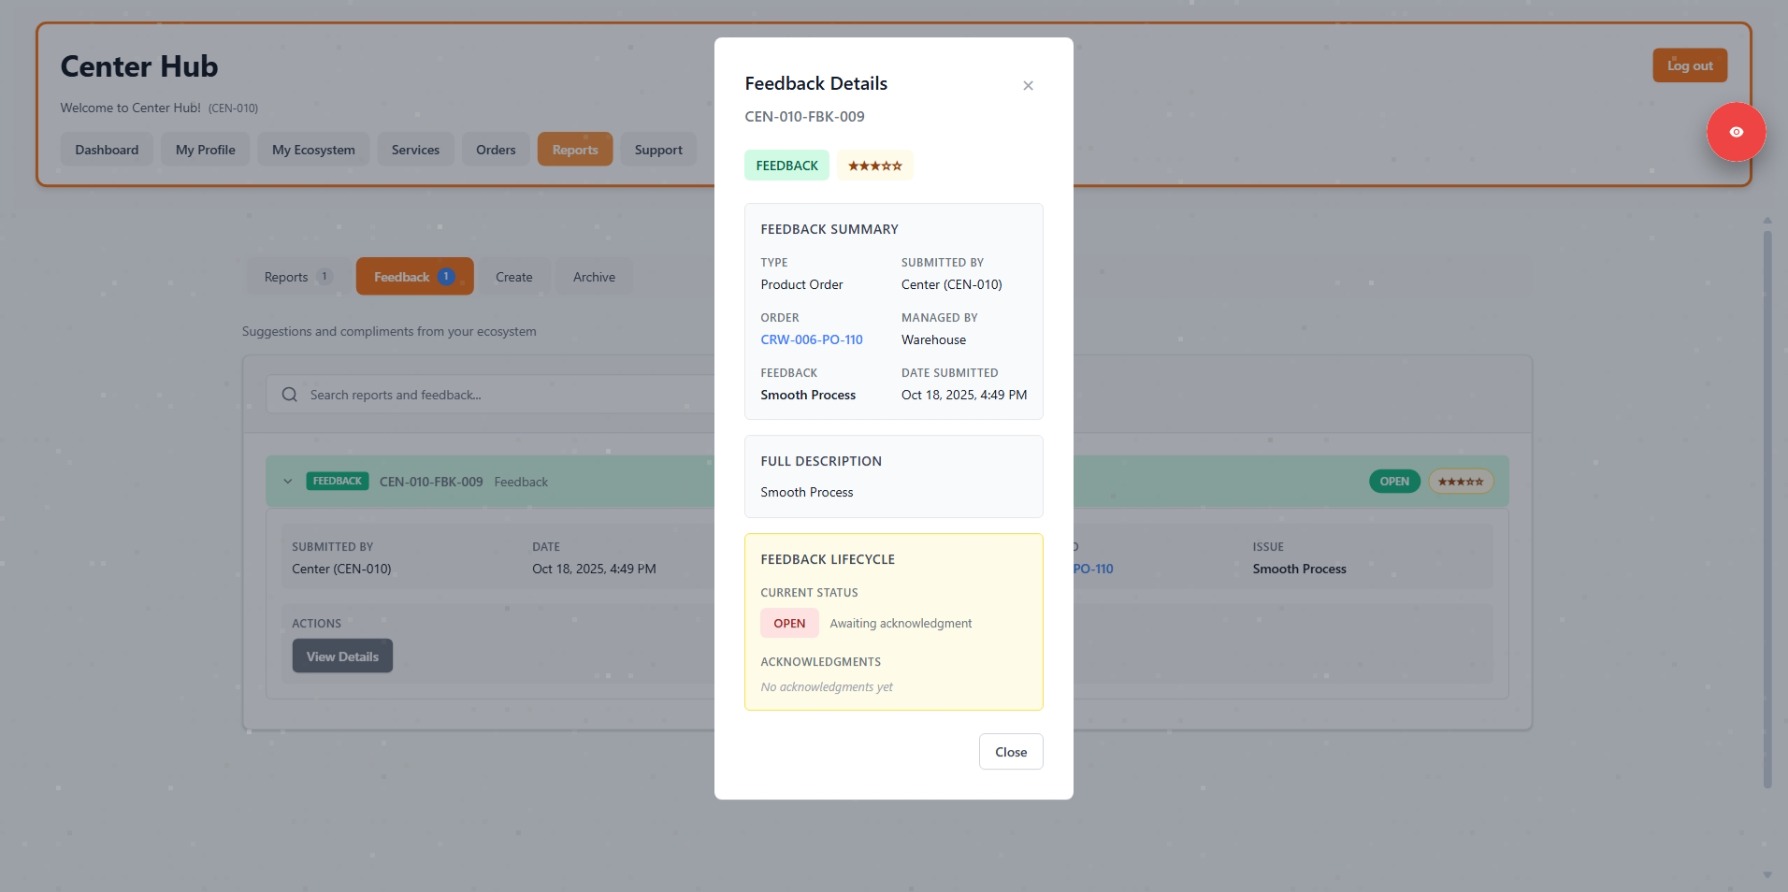 Center Hub
Log out
Welcome to Center Hub! (CEN-010)
Dashboard My Profile My Ecosystem Services Orders Reports Support
Reports 1 Feedback 1 Create Archive
Suggestions and compliments from your ecosystem
Search reports and feedback...
FEEDBACK CEN-010-FBK-009 Feedback OPEN ★★★☆☆
SUBMITTED BY DATE ISSUE
Center (CEN-010) Oct 18, 2025, 4:49 PM PO-110 Smooth Process
ACTIONS
View Details
Feedback Details ×
CEN-010-FBK-009
FEEDBACK ★★★☆☆
FEEDBACK SUMMARY
TYPE SUBMITTED BY
Product Order Center (CEN-010)
ORDER MANAGED BY
CRW-006-PO-110 Warehouse
FEEDBACK DATE SUBMITTED
Smooth Process Oct 18, 2025, 4:49 PM
FULL DESCRIPTION
Smooth Process
FEEDBACK LIFECYCLE
CURRENT STATUS
OPEN Awaiting acknowledgment
ACKNOWLEDGMENTS
No acknowledgments yet
Close